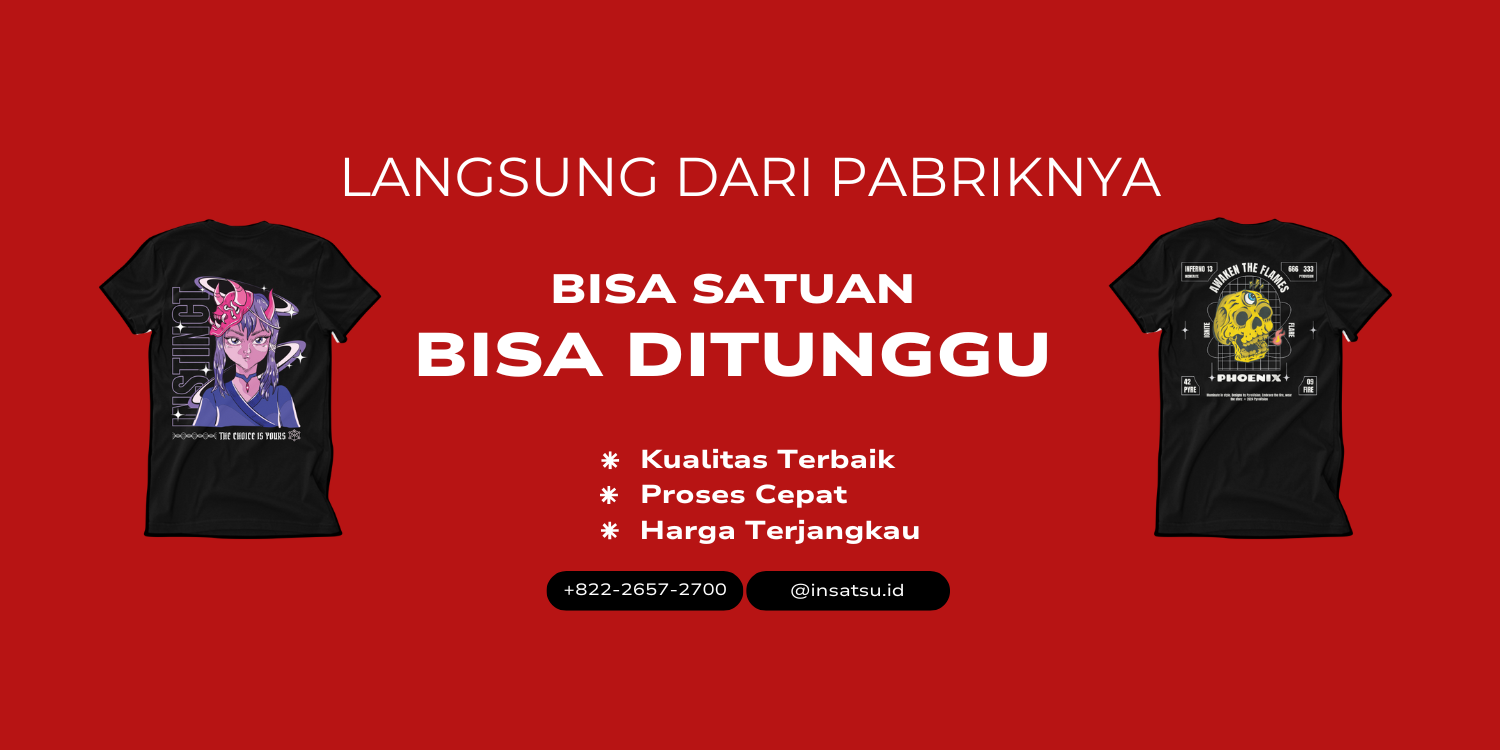 LANGSUNG DARI PABRIKNYA
BISA SATUAN
BISA DITUNGGU
* Kualitas Terbaik
* Proses Cepat
* Harga Terjangkau
+822-2657-2700
@insatsu.id
INSTINCT
THE CHOICE IS YOURS
INFERNO 13
666 333
AWAKEN THE FLAMES
IGNITE
FLARE
PHOENIX
42
PYRE
09
FIRE